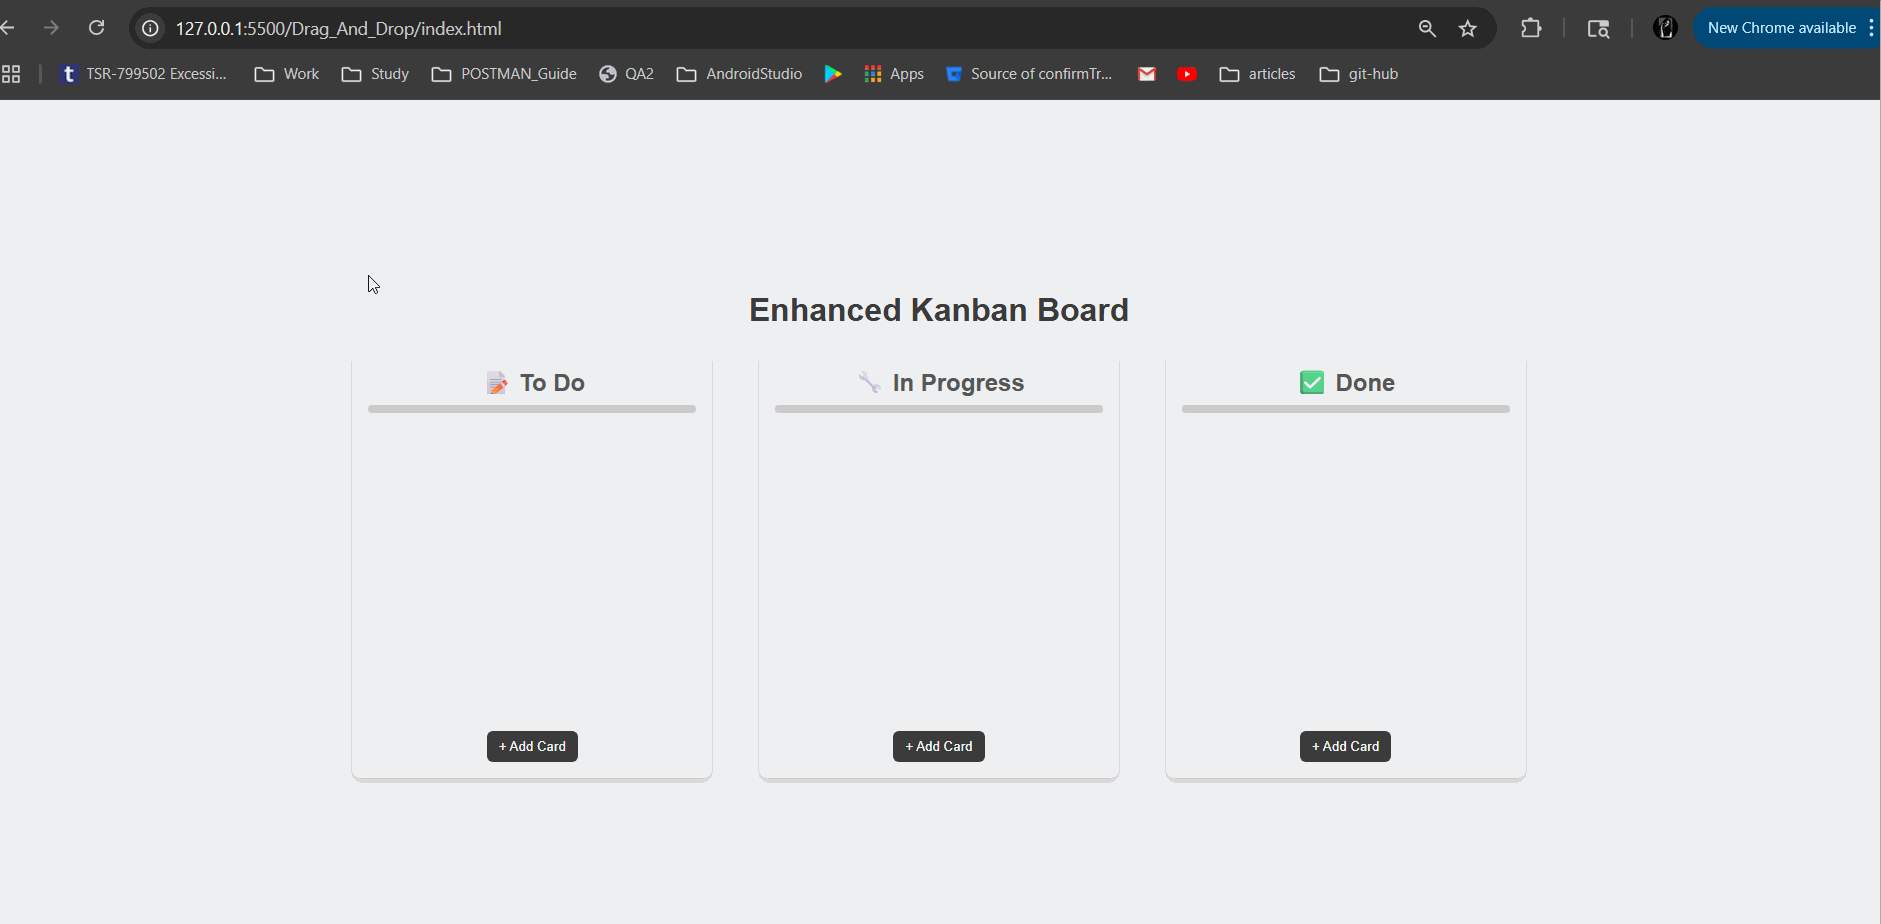 127.0.0.1:5500/Drag_And_Drop/index.html
New Chrome available
t TSR-799502 Excessi... Work Study POSTMAN_Guide QA2 AndroidStudio Apps Source of confirmTr... articles git-hub
Enhanced Kanban Board
To Do In Progress Done
+ Add Card + Add Card + Add Card